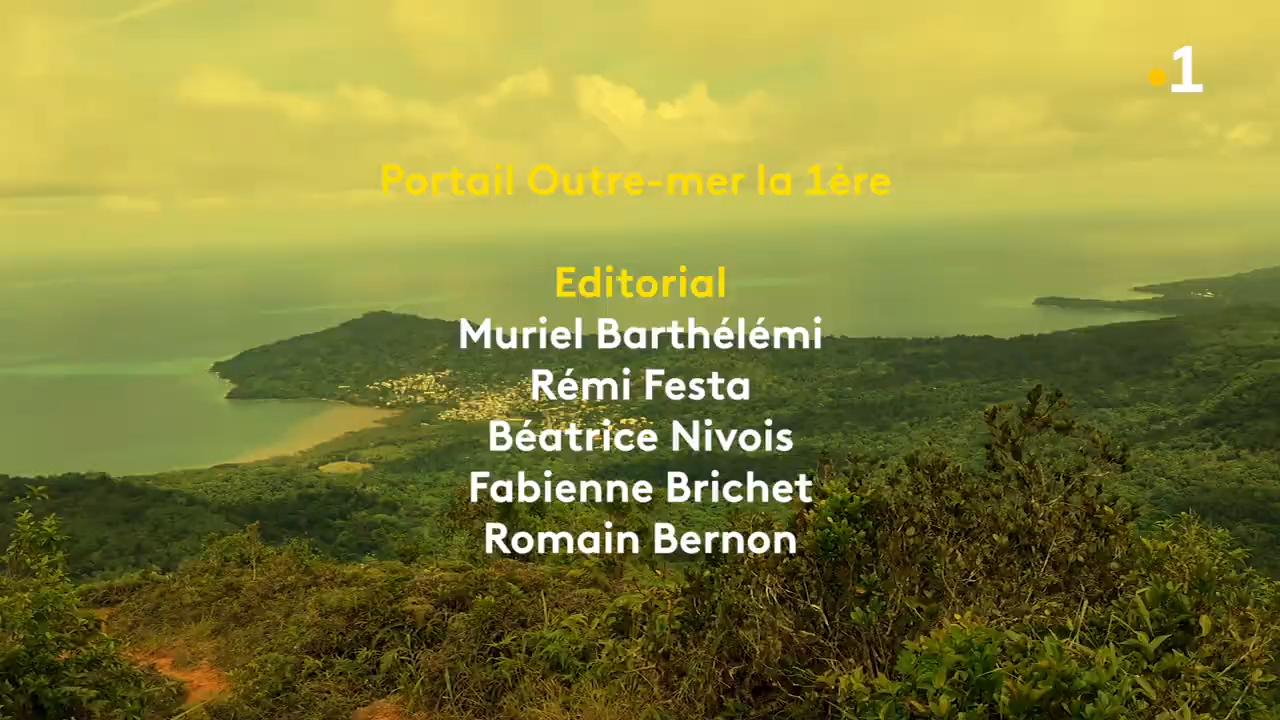 1
Portail Outre-mer la 1ère
Editorial
Muriel Barthélémi
Rémi Festa
Béatrice Nivois
Fabienne Brichet
Romain Bernon